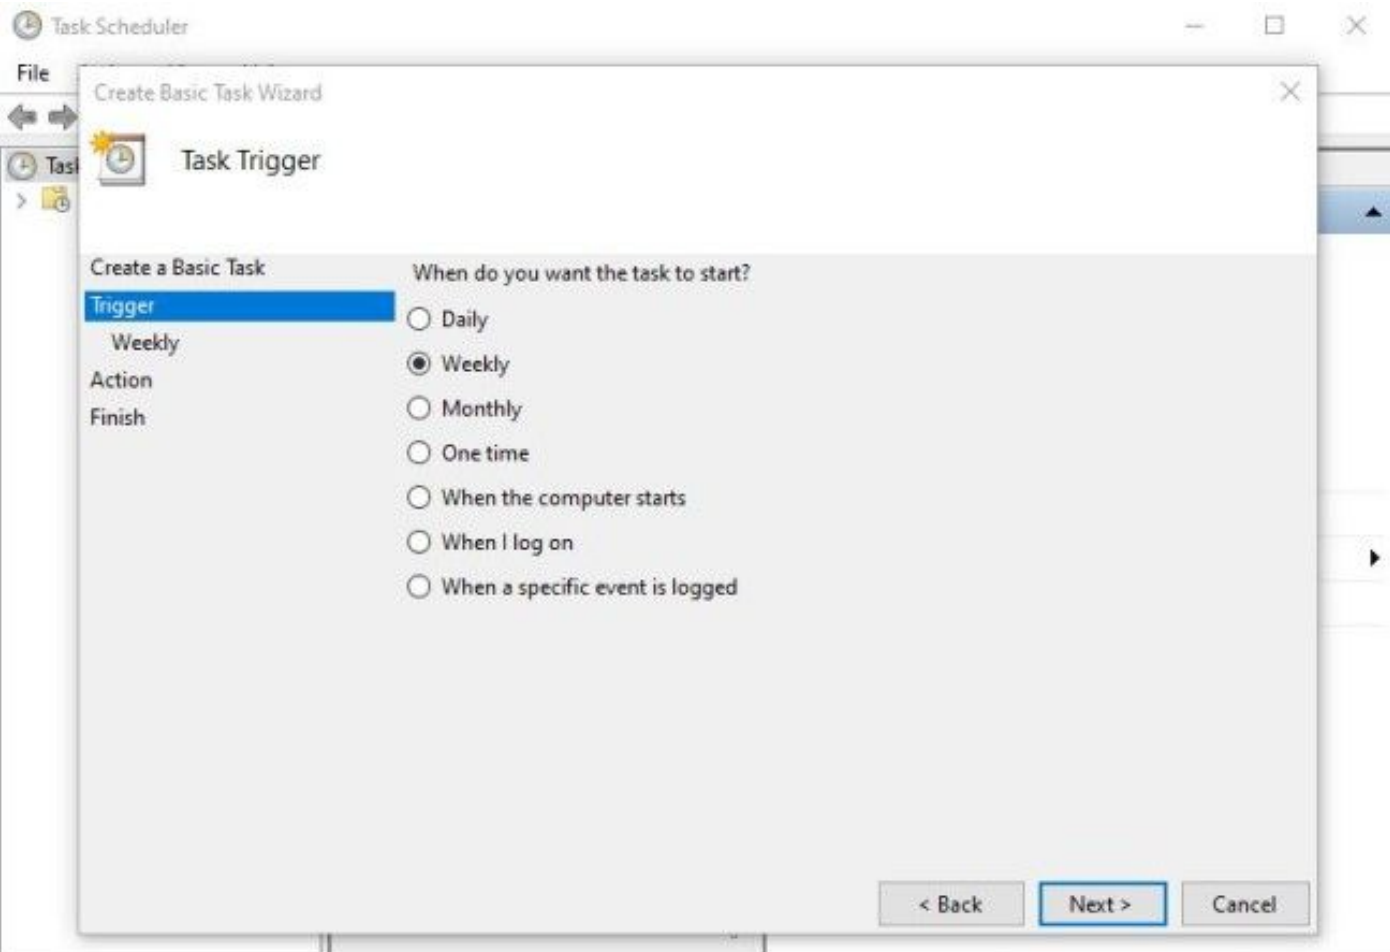 Task Scheduler
File
Create Basic Task Wizard
Task Trigger
Create a Basic Task
Trigger
Weekly
Action
Finish
When do you want the task to start?
Daily
Weekly
Monthly
One time
When the computer starts
When I log on
When a specific event is logged
< Back
Next >
Cancel